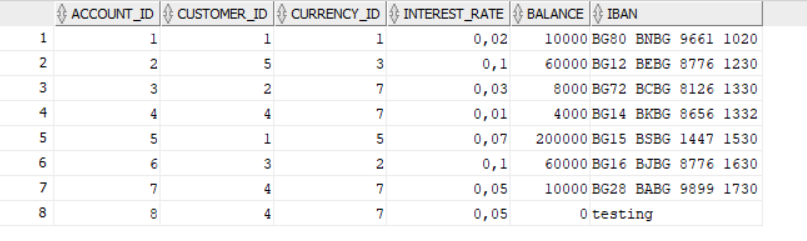 ACCOUNT_ID CUSTOMER_ID CURRENCY_ID INTEREST_RATE BALANCE IBAN
1 1 1 1 0,02 10000 BG80 BNBG 9661 1020
2 2 5 3 0,1 60000 BG12 BEBG 8776 1230
3 3 2 7 0,03 8000 BG72 BCBG 8126 1330
4 4 4 7 0,01 4000 BG14 BKBG 8656 1332
5 5 1 5 0,07 200000 BG15 BSBG 1447 1530
6 6 3 2 0,1 60000 BG16 BJBG 8776 1630
7 7 4 7 0,05 10000 BG28 BABG 9899 1730
8 8 4 7 0,05 0 testing